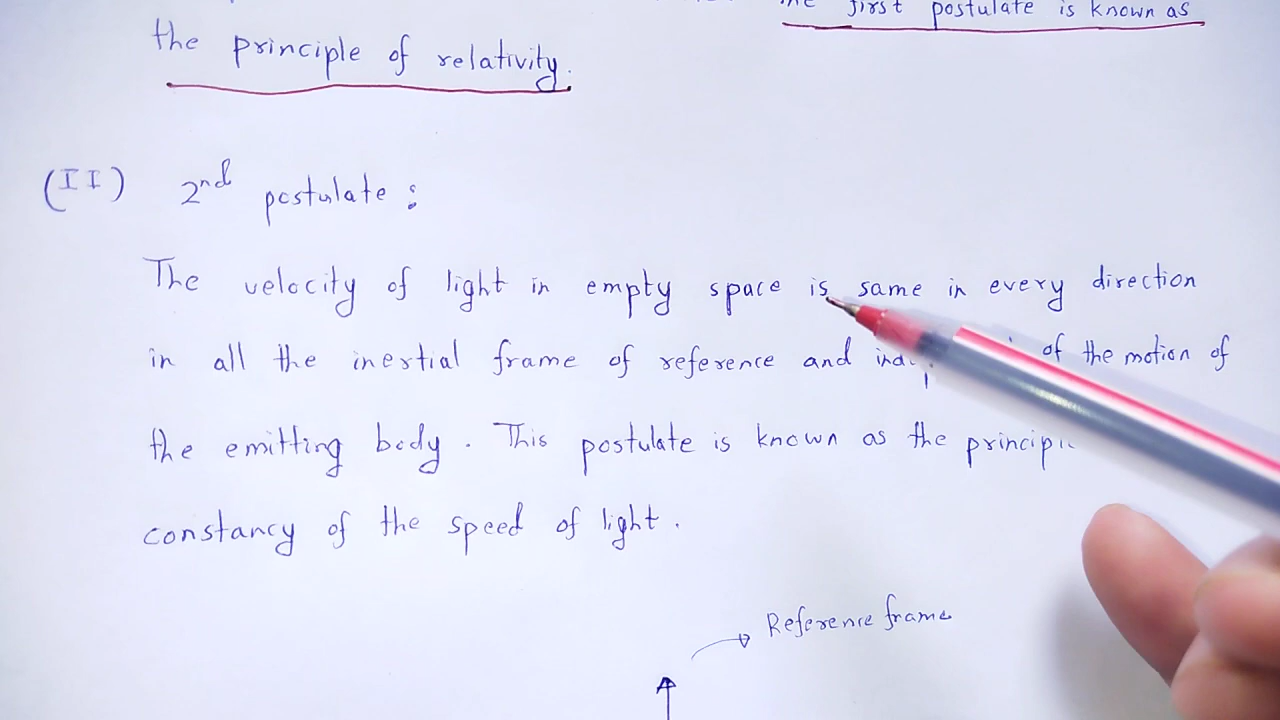 first postulate is known as
the principle of relativity.
(II) 2nd postulate :
The velocity of light in empty space is same in every direction
in all the inertial frame of reference and of the motion of
the emitting body. This postulate is known as the
constancy of the speed of light.
Reference frame